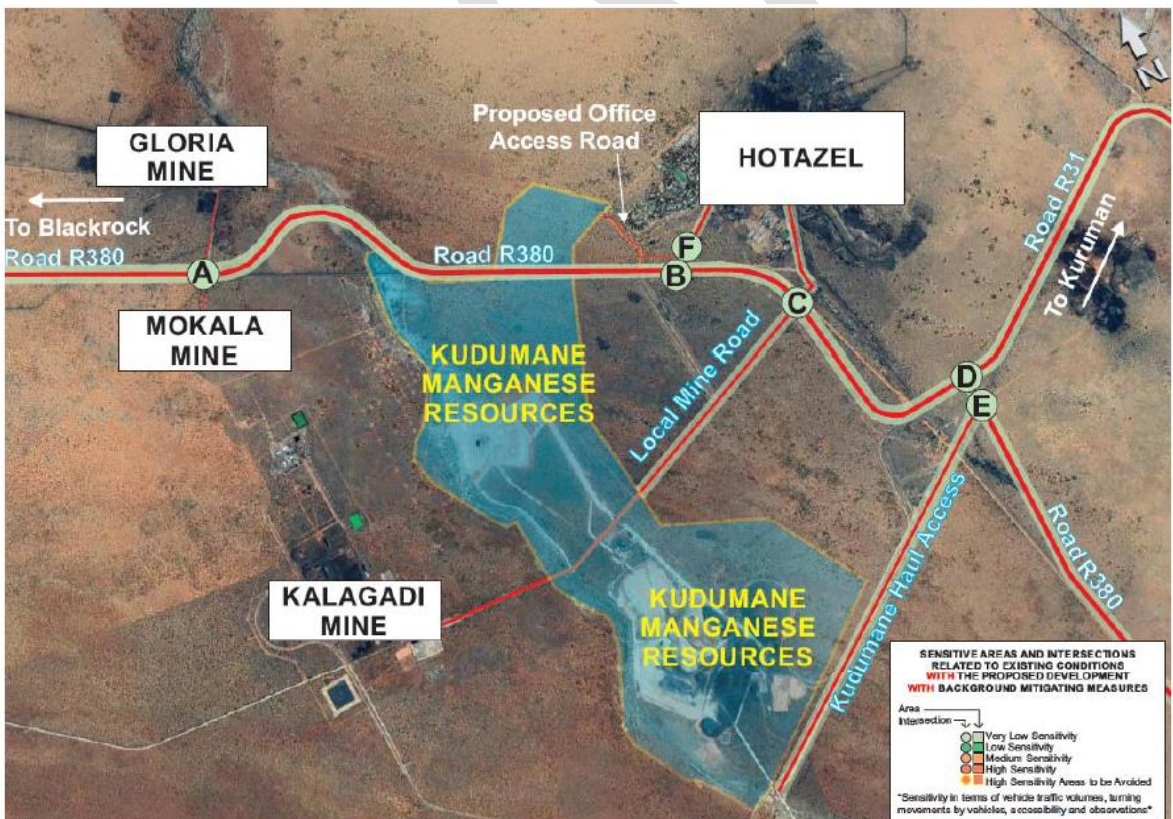 N
Proposed Office
Access Road
GLORIA
MINE
HOTAZEL
To Blackrock
Road R380
Road R380
Road R31
To Kuruman
A
F
B
C
D
E
MOKALA
MINE
KUDUMANE
MANGANESE
RESOURCES
Local Mine Road
Kudumane Haul Access
Road R380
KALAGADI
MINE
KUDUMANE
MANGANESE
RESOURCES
SENSITIVE AREAS AND INTERSECTIONS
RELATED TO EXISTING CONDITIONS
WITH THE PROPOSED DEVELOPMENT
WITH BACKGROUND MITIGATING MEASURES
Area
Intersection
Very Low Sensitivity
Low Sensitivity
Medium Sensitivity
High Sensitivity
High Sensitivity Areas to be Avoided
"Sensitivity in terms of vehicle traffic volumes, turning
movements by vehicles, accessibility and observations"